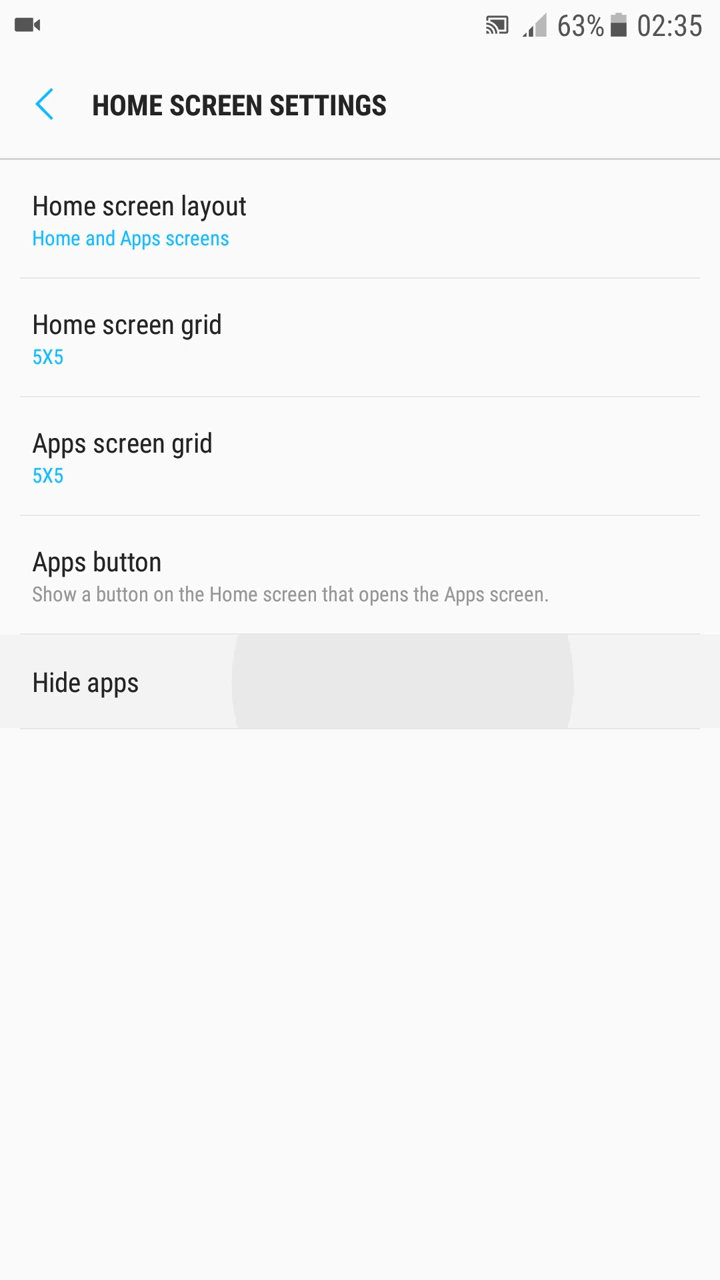 63% 02:35
HOME SCREEN SETTINGS
Home screen layout
Home and Apps screens
Home screen grid
5X5
Apps screen grid
5X5
Apps button
Show a button on the Home screen that opens the Apps screen.
Hide apps